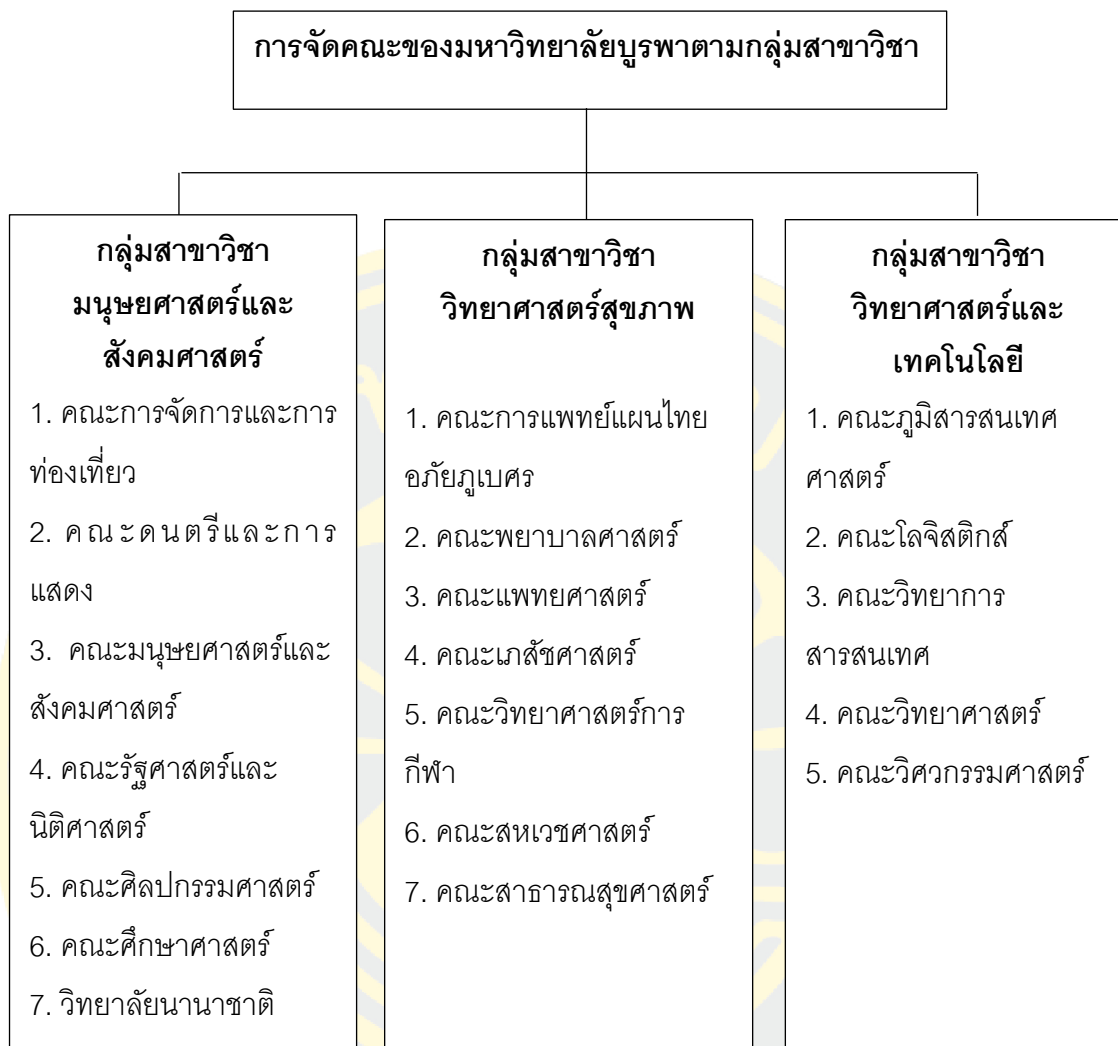 การจัดคณะของมหาวิทยาลัยบูรพาตามกลุ่มสาขาวิชา
กลุ่มสาขาวิชา
มนุษยศาสตร์และ
สังคมศาสตร์
1. คณะการจัดการและการ
ท่องเที่ยว
2. คณะดนตรีและการ
แสดง
3. คณะมนุษยศาสตร์และ
สังคมศาสตร์
4. คณะรัฐศาสตร์และ
นิติศาสตร์
5. คณะศิลปกรรมศาสตร์
6. คณะศึกษาศาสตร์
7. วิทยาลัยนานาชาติ
กลุ่มสาขาวิชา
วิทยาศาสตร์สุขภาพ
1. คณะการแพทย์แผนไทย
อภัยภูเบศร
2. คณะพยาบาลศาสตร์
3. คณะแพทยศาสตร์
4. คณะเภสัชศาสตร์
5. คณะวิทยาศาสตร์การ
กีฬา
6. คณะสหเวชศาสตร์
7. คณะสาธารณสุขศาสตร์
กลุ่มสาขาวิชา
วิทยาศาสตร์และ
เทคโนโลยี
1. คณะภูมิสารสนเทศ
ศาสตร์
2. คณะโลจิสติกส์
3. คณะวิทยาการ
สารสนเทศ
4. คณะวิทยาศาสตร์
5. คณะวิศวกรรมศาสตร์